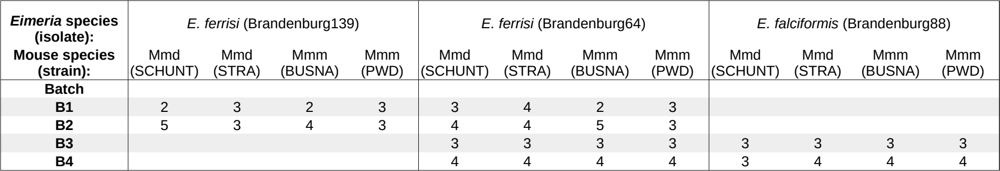 Eimeria species (isolate): E. ferrisi (Brandenburg139) E. ferrisi (Brandenburg64) E. falciformis (Brandenburg88)
Mouse species (strain): Mmd (SCHUNT) Mmd (STRA) Mmm (BUSNA) Mmm (PWD) Mmd (SCHUNT) Mmd (STRA) Mmm (BUSNA) Mmm (PWD) Mmd (SCHUNT) Mmd (STRA) Mmm (BUSNA) Mmm (PWD)
Batch
B1 2 3 2 3 3 4 2 3
B2 5 3 4 3 4 4 5 3
B3 3 3 3 3 3 3 3 3
B4 4 4 4 4 3 4 4 4